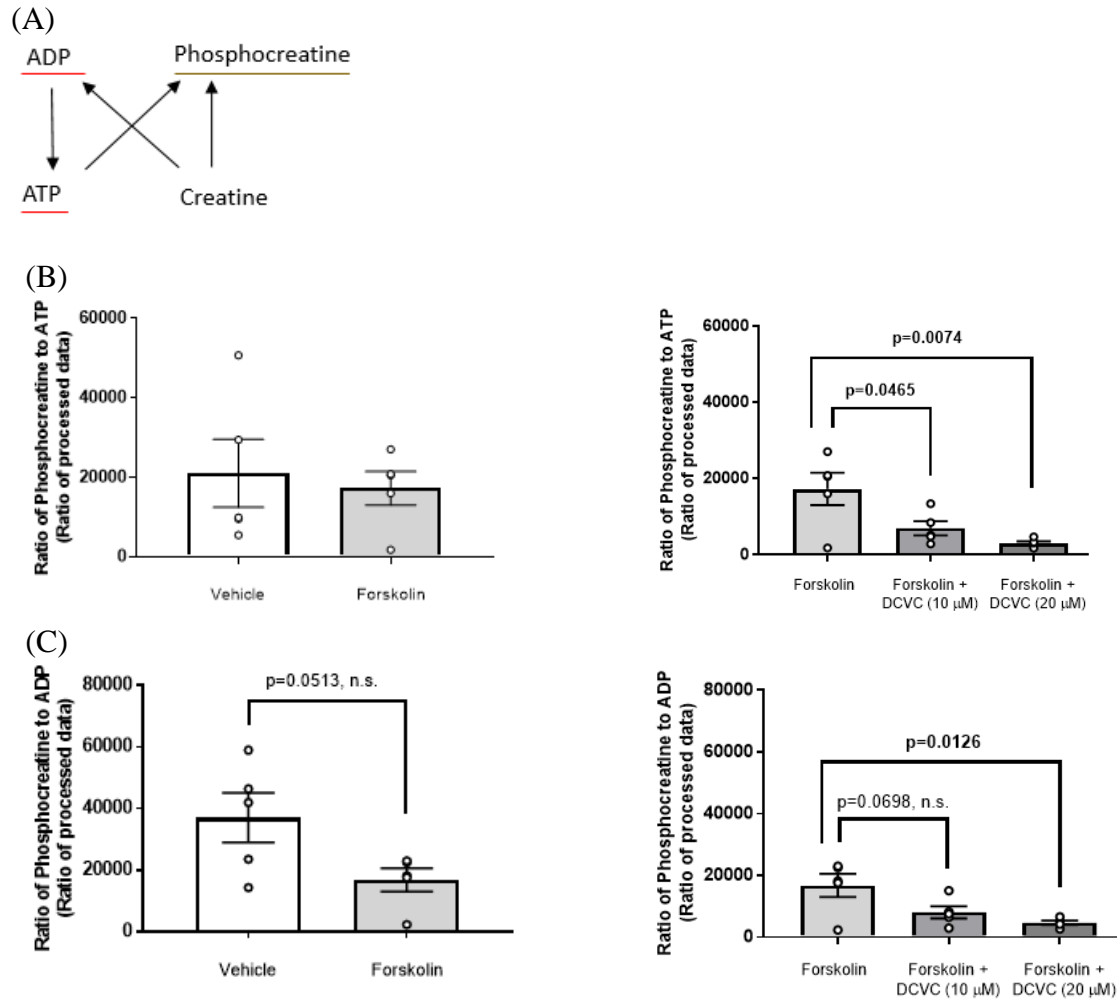 (A)
ADP
Phosphocreatine
ATP
Creatine
(B)
Ratio of Phosphocreatine to ATP
(Ratio of processed data)
60000
40000
20000
0
Vehicle
Forskolin
Ratio of Phosphocreatine to ATP
(Ratio of processed data)
60000
40000
20000
0
p=0.0074
p=0.0465
Forskolin
Forskolin +
DCVC (10 µM)
Forskolin +
DCVC (20 µM)
(C)
Ratio of Phosphocreatine to ADP
(Ratio of processed data)
80000
60000
40000
20000
0
p=0.0513, n.s.
Vehicle
Forskolin
Ratio of Phosphocreatine to ADP
(Ratio of processed data)
80000
60000
40000
20000
0
p=0.0126
p=0.0698, n.s.
Forskolin
Forskolin +
DCVC (10 µM)
Forskolin +
DCVC (20 µM)